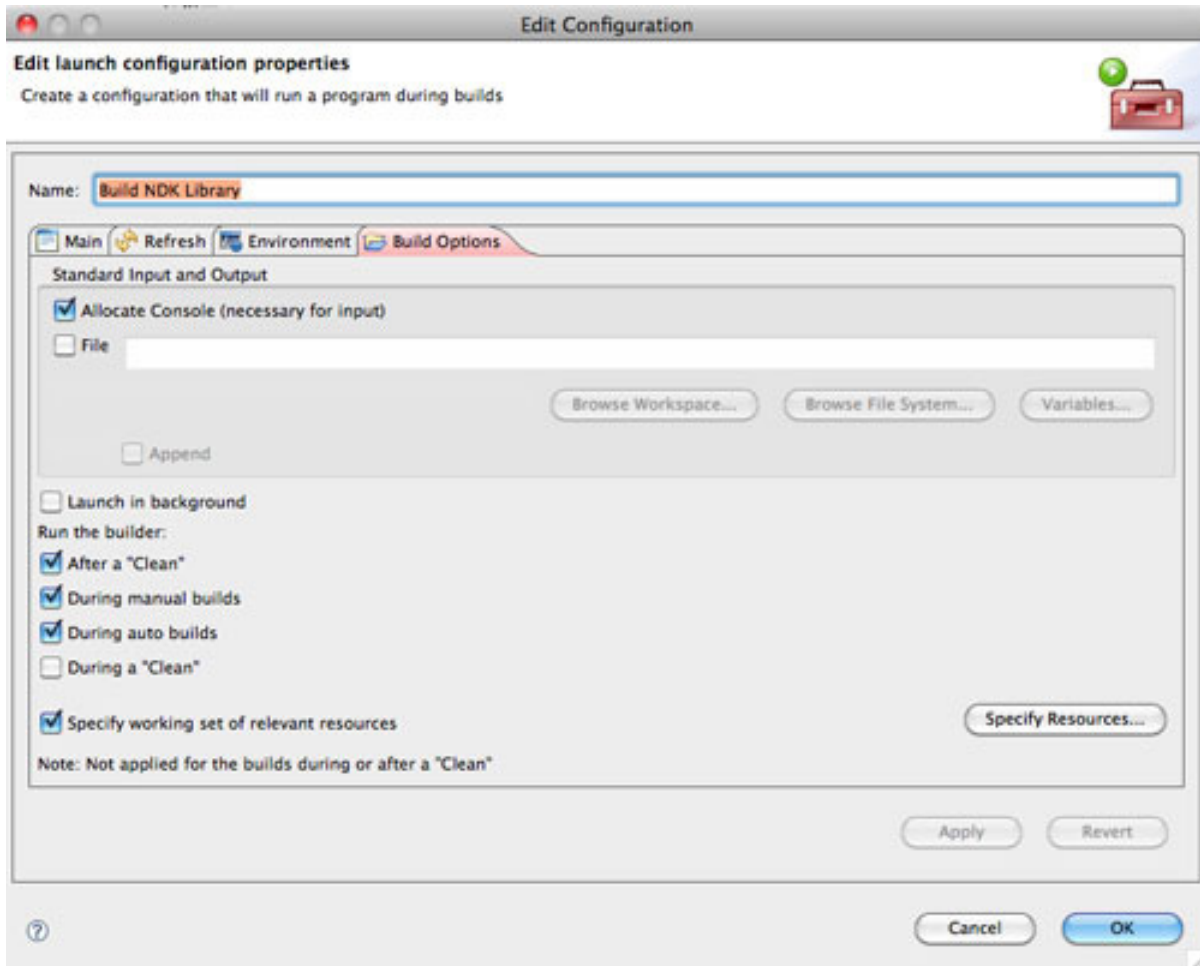 Edit Configuration
Edit launch configuration properties
Create a configuration that will run a program during builds
Name: Build NDK Library
Main Refresh Environment Build Options
Standard Input and Output
Allocate Console (necessary for input)
File
Browse Workspace... Browse File System... Variables...
Append
Launch in background
Run the builder:
After a "Clean"
During manual builds
During auto builds
During a "Clean"
Specify working set of relevant resources Specify Resources...
Note: Not applied for the builds during or after a "Clean"
Apply Revert
? Cancel OK